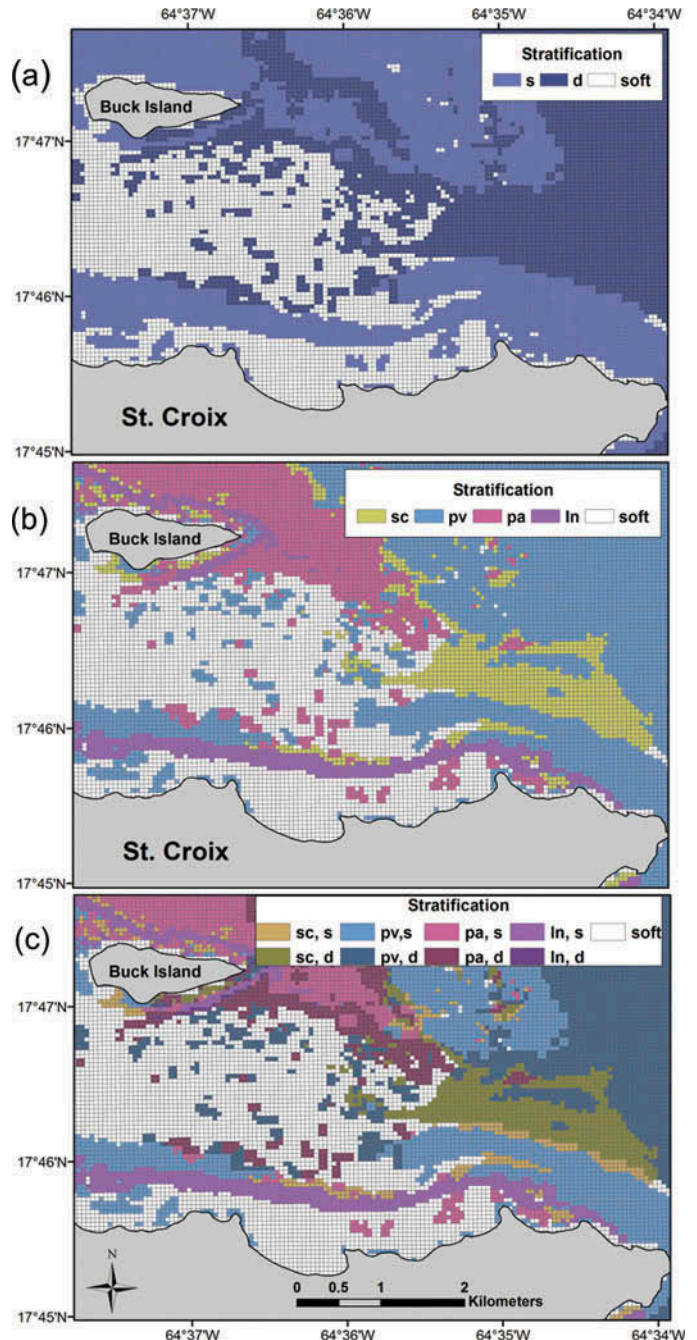 64°37'W 64°36'W 64°35'W 64°34'W
(a)
Stratification
s d soft
Buck Island
17°47'N
17°46'N
St. Croix
17°45'N
(b)
Stratification
sc pv pa ln soft
Buck Island
17°47'N
17°46'N
St. Croix
17°45'N
(c)
Stratification
sc, s pv,s pa, s ln, s soft
sc, d pv, d pa, d ln, d
Buck Island
17°47'N
17°46'N
N
0 0.5 1 2
Kilometers
17°45'N
64°37'W 64°36'W 64°35'W 64°34'W